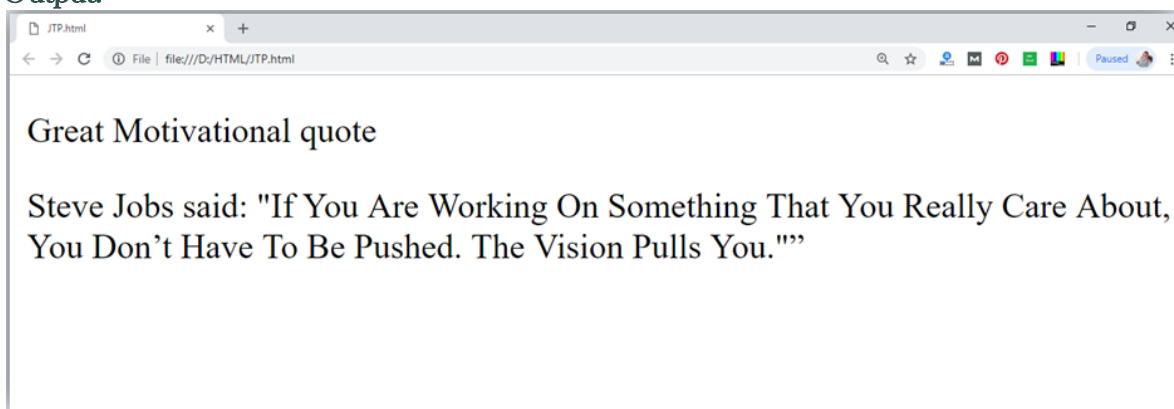 Output:
JTP.html × +
File | file:///D:/HTML/JTP.html Paused
Great Motivational quote
Steve Jobs said: "If You Are Working On Something That You Really Care About,
You Don’t Have To Be Pushed. The Vision Pulls You."”